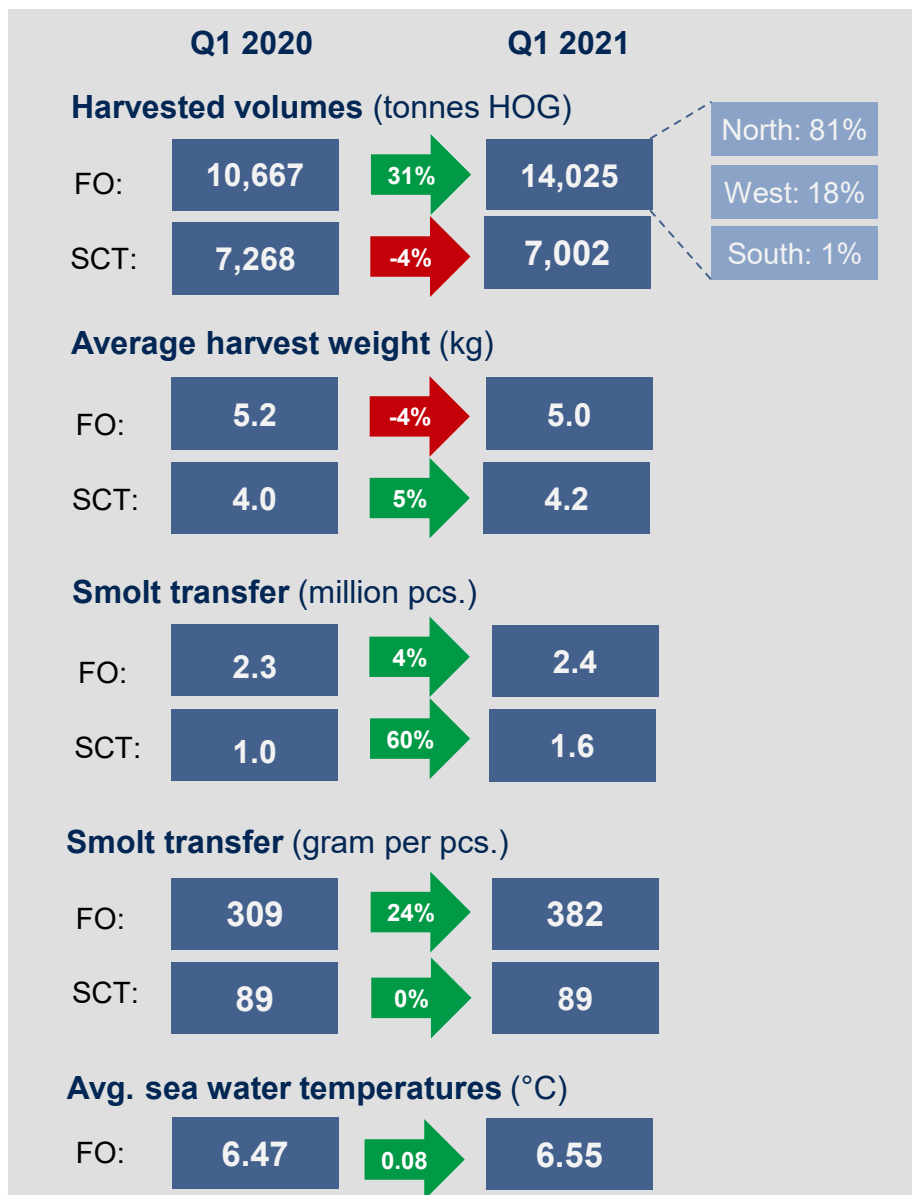 Q1 2020 Q1 2021
Harvested volumes (tonnes HOG)
FO: 10,667 31% 14,025
SCT: 7,268 -4% 7,002
North: 81%
West: 18%
South: 1%
Average harvest weight (kg)
FO: 5.2 -4% 5.0
SCT: 4.0 5% 4.2
Smolt transfer (million pcs.)
FO: 2.3 4% 2.4
SCT: 1.0 60% 1.6
Smolt transfer (gram per pcs.)
FO: 309 24% 382
SCT: 89 0% 89
Avg. sea water temperatures (°C)
FO: 6.47 0.08 6.55